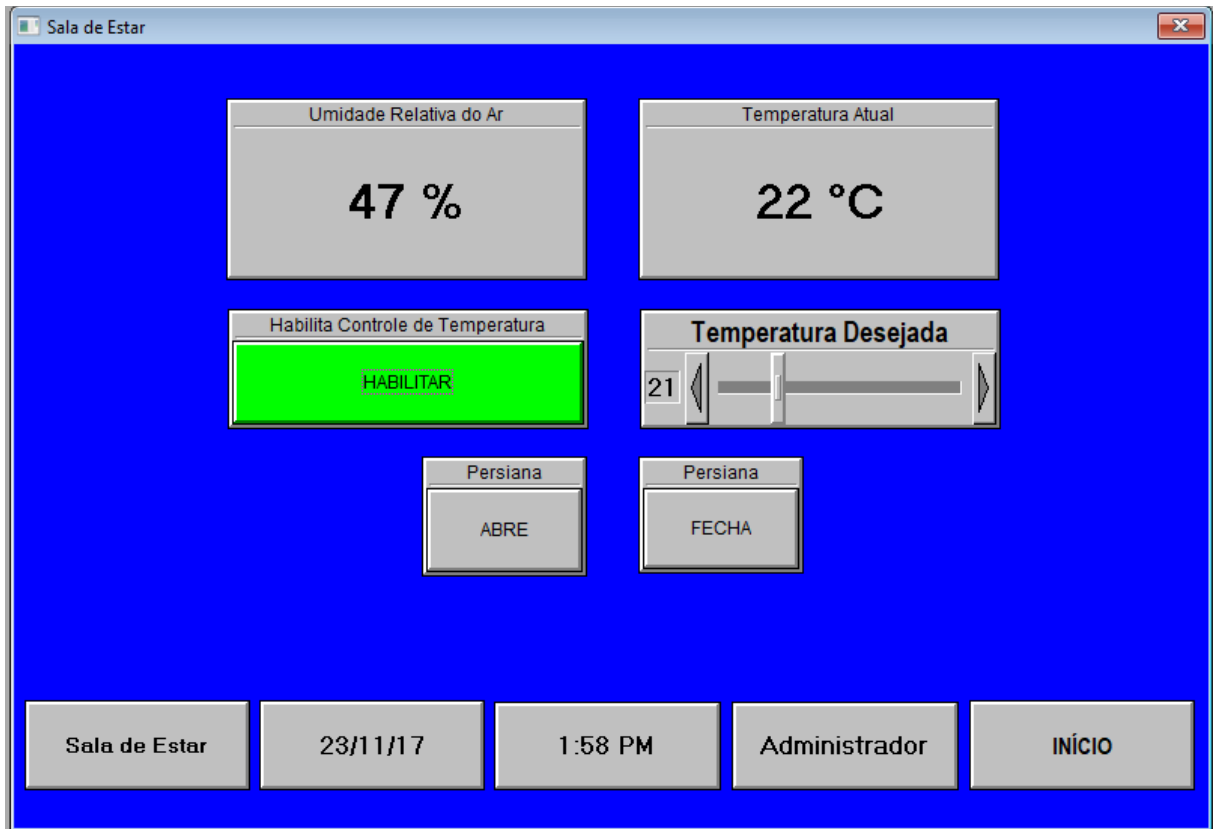 Sala de Estar
Umidade Relativa do Ar
47 %
Temperatura Atual
22 °C
Habilita Controle de Temperatura
HABILITAR
Temperatura Desejada
21
Persiana
ABRE
Persiana
FECHA
Sala de Estar
23/11/17
1:58 PM
Administrador
INÍCIO